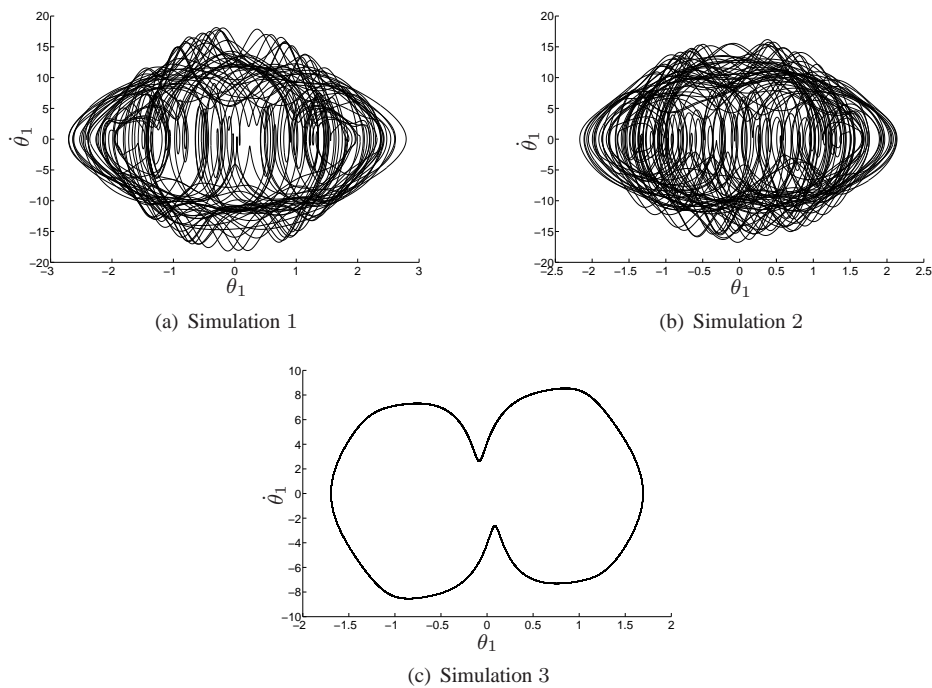 20
15
10
5
0
−5
−10
−15
−20
−3 −2 −1 0 1 2 3
θ̇₁
θ₁
(a) Simulation 1
20
15
10
5
0
−5
−10
−15
−20
−2.5 −2 −1.5 −1 −0.5 0 0.5 1 1.5 2 2.5
θ̇₁
θ₁
(b) Simulation 2
10
8
6
4
2
0
−2
−4
−6
−8
−10
−2 −1.5 −1 −0.5 0 0.5 1 1.5 2
θ̇₁
θ₁
(c) Simulation 3